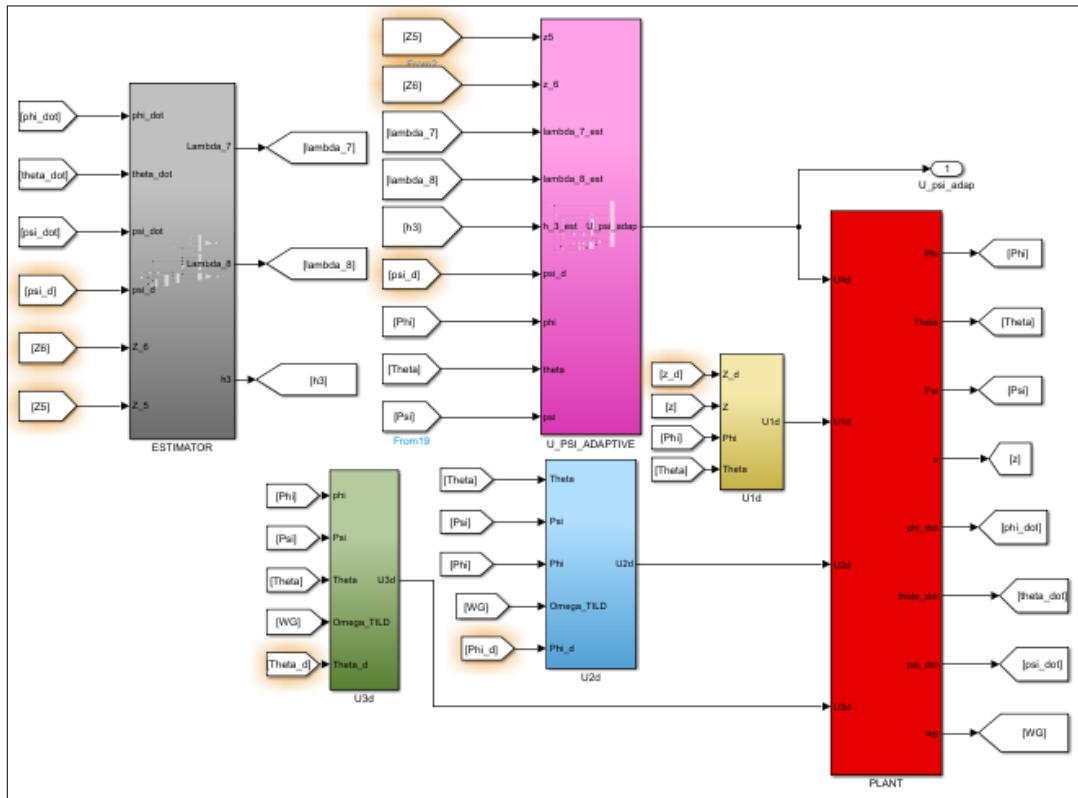 [phi_dot]
[theta_dot]
[psi_dot]
[psi_d]
[Z6]
[Z5]
phi_dot
theta_dot
psi_dot
psi_d
Z_6
Z_5
Lambda_7
Lambda_8
h3
ESTIMATOR
[lambda_7]
[lambda_8]
[h3]
[Z5]
[Z6]
[lambda_7]
[lambda_8]
[h3]
[psi_d]
[Phi]
[Theta]
[Psi]
From19
z5
z_6
lambda_7_est
lambda_8_est
h_3_est
psi_d
phi
theta
psi
U_psi_adap
U_PSI_ADAPTIVE
1
U_psi_adap
[z_d]
[z]
[Phi]
[Theta]
Z_d
Z
Phi
Theta
U1d
U1d
[Phi]
[Psi]
[Theta]
[WG]
[Theta_d]
phi
Psi
Theta
Omega_TILD
Theta_d
U3d
U3d
[Theta]
[Psi]
[Phi]
[WG]
[Phi_d]
Theta
Psi
Phi
Omega_TILD
Phi_d
U2d
U2d
U4d
U1d
U2d
U3d
Phi
Theta
Psi
z
phi_dot
theta_dot
psi_dot
wg
PLANT
[Phi]
[Theta]
[Psi]
[z]
[phi_dot]
[theta_dot]
[psi_dot]
[WG]